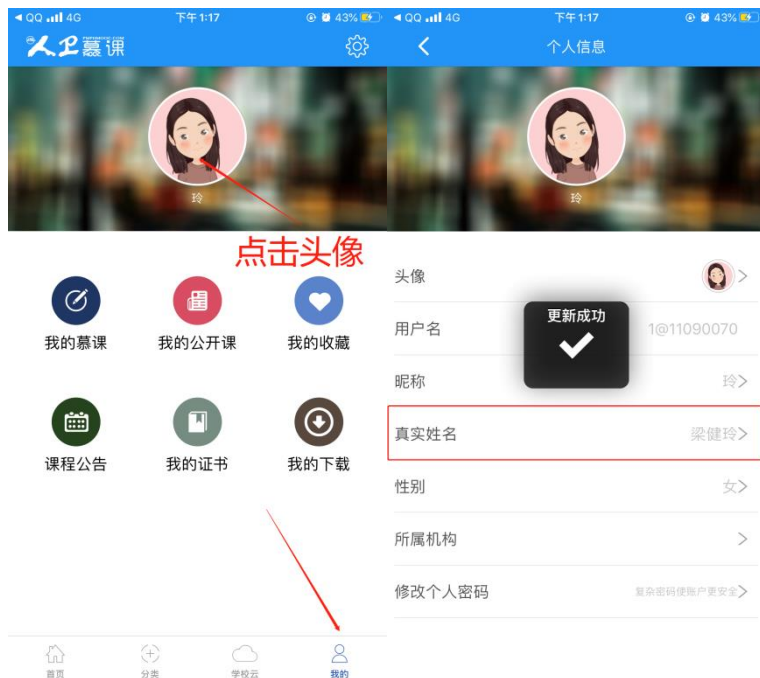 QQ 4G 下午1:17 43%
人卫慕课
玲
点击头像
我的慕课 我的公开课 我的收藏
课程公告 我的证书 我的下载
首页 分类 学校云 我的
QQ 4G 下午1:17 43%
个人信息
玲
头像
更新成功
用户名 1@11090070
昵称 玲
真实姓名 梁健玲
性别 女
所属机构
修改个人密码 复杂密码使账户更安全